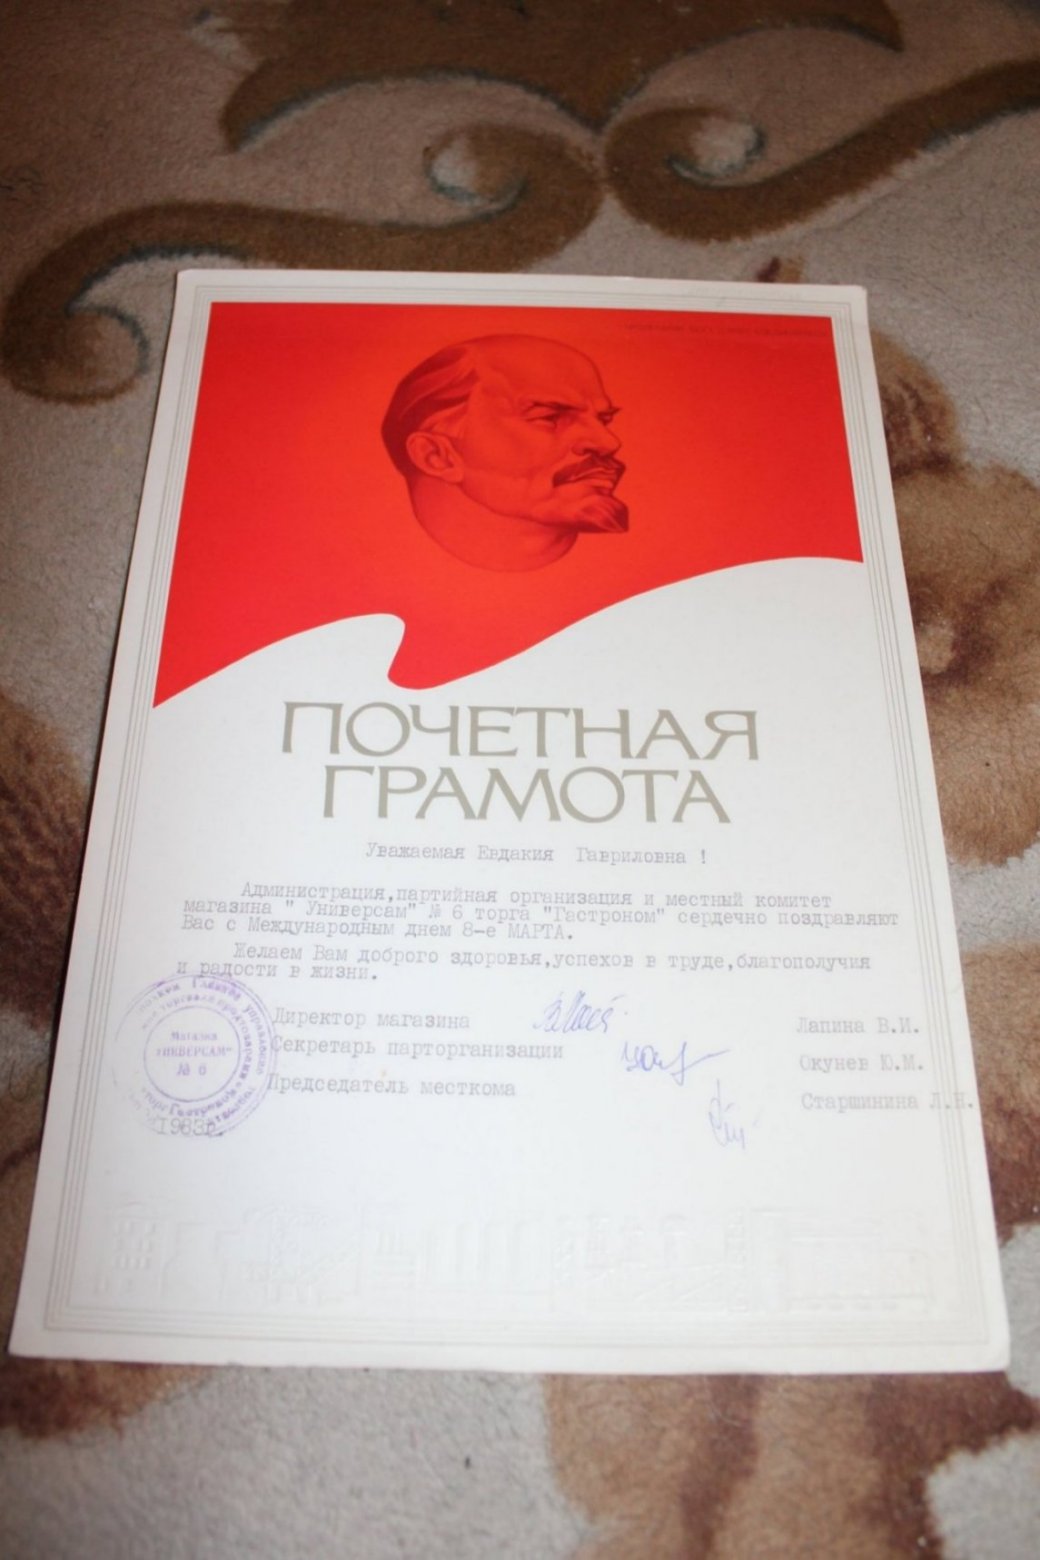 ПОЧЕТНАЯ
ГРАМОТА
Уважаемая Евдакия Гавриловна !
Администрация,партийная организация и местный комитет
магазина " Универсам" № 6 торга "Гастроном" сердечно поздравляют
Вас с Международным днем 8-е МАРТА.
Желаем Вам доброго здоровья,успехов в труде,благополучия
и радости в жизни.
Директор магазина Лапина В.И.
Секретарь парторганизации Окунев Ю.М.
Председатель месткома Старшинина Л.Н.
Магазин
"УНИВЕРСАМ"
№ 6
1983г.